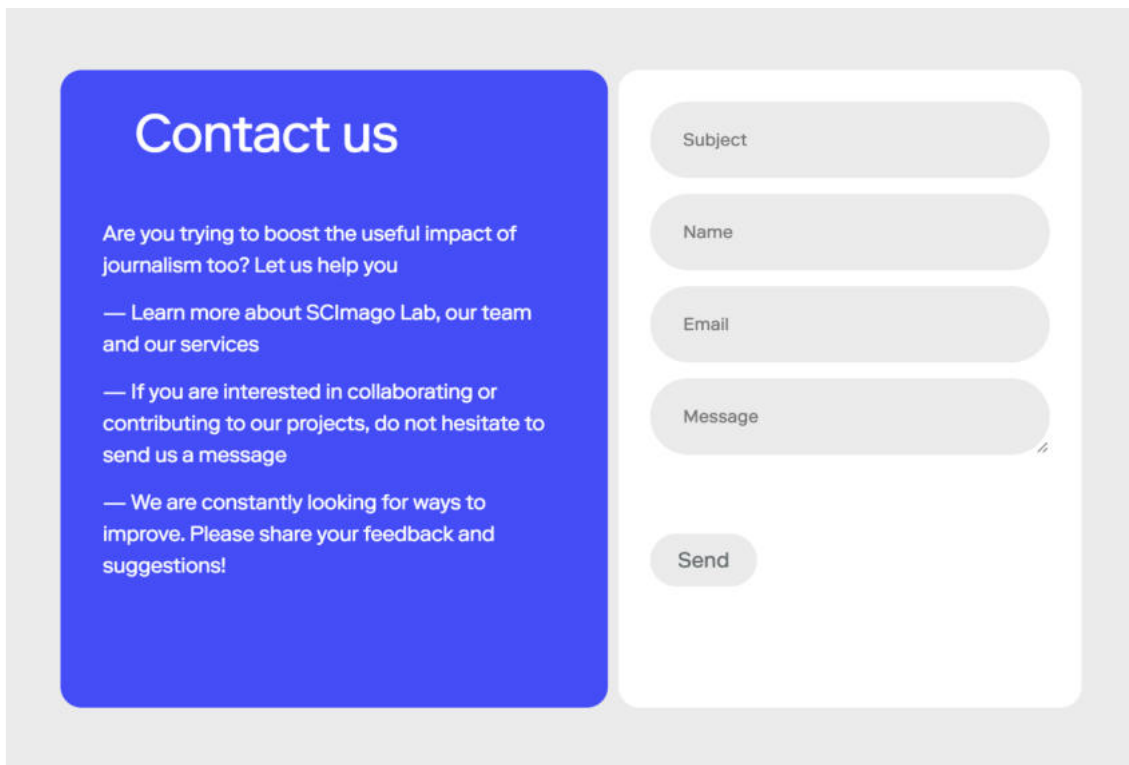 Contact us
Are you trying to boost the useful impact of
journalism too? Let us help you
— Learn more about SCImago Lab, our team
and our services
— If you are interested in collaborating or
contributing to our projects, do not hesitate to
send us a message
— We are constantly looking for ways to
improve. Please share your feedback and
suggestions!
Subject
Name
Email
Message
Send